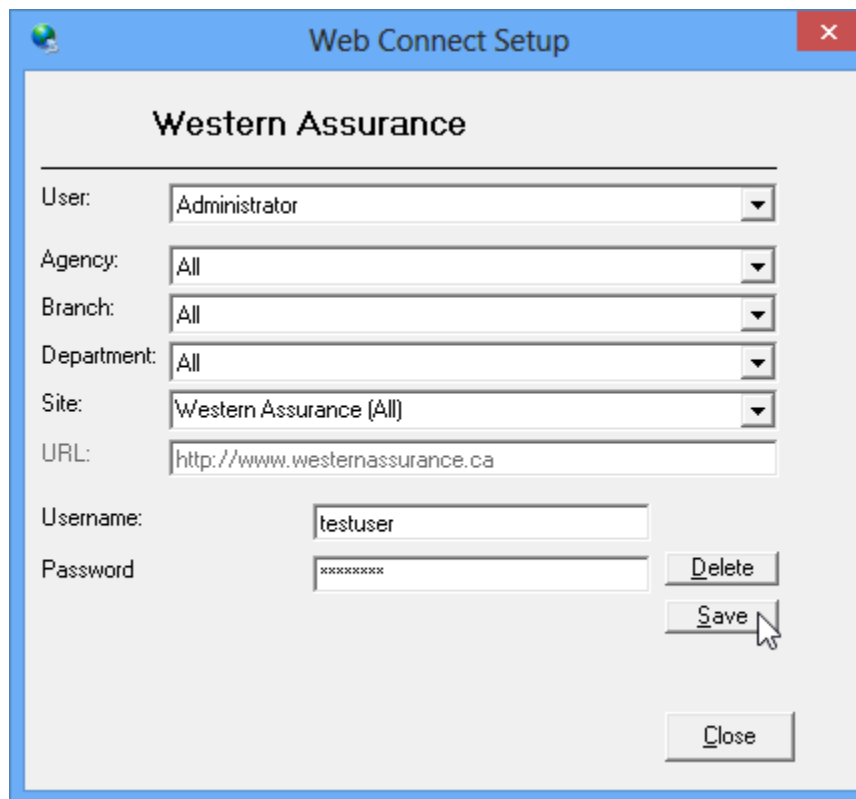 Web Connect Setup
Western Assurance
User: Administrator
Agency: All
Branch: All
Department: All
Site: Western Assurance (All)
URL: http://www.westernassurance.ca
Username: testuser
Password ******** Delete
Save
Close